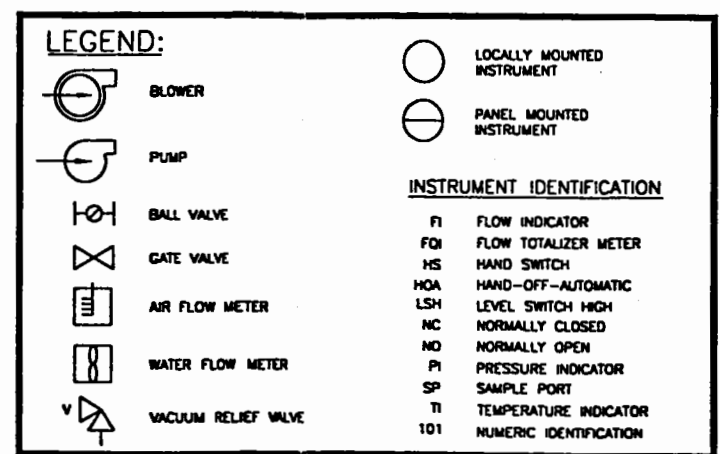 LEGEND:
BLOWER
PUMP
BALL VALVE
GATE VALVE
AIR FLOW METER
WATER FLOW METER
V
VACUUM RELIEF VALVE
LOCALLY MOUNTED
INSTRUMENT
PANEL MOUNTED
INSTRUMENT
INSTRUMENT IDENTIFICATION
FI FLOW INDICATOR
FQI FLOW TOTALIZER METER
HS HAND SWITCH
HOA HAND-OFF-AUTOMATIC
LSH LEVEL SWITCH HIGH
NC NORMALLY CLOSED
NO NORMALLY OPEN
PI PRESSURE INDICATOR
SP SAMPLE PORT
TI TEMPERATURE INDICATOR
101 NUMERIC IDENTIFICATION